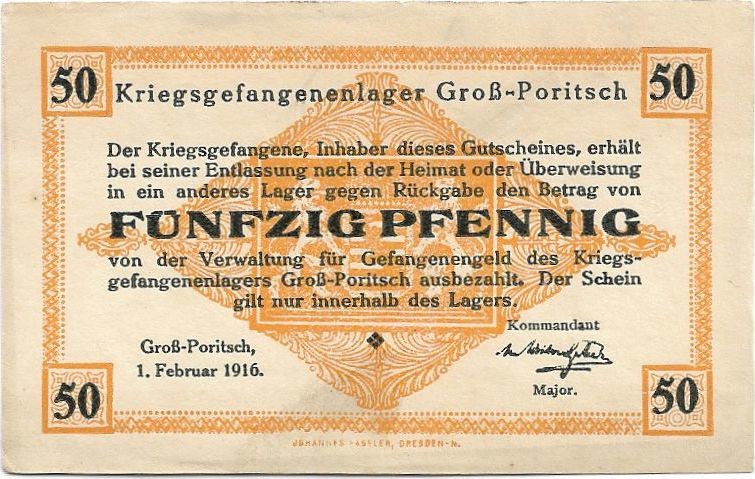 50 Kriegsgefangenenlager Groß-Poritsch 50
Der Kriegsgefangene, Inhaber dieses Gutscheines, erhält
bei seiner Entlassung nach der Heimat oder Überweisung
in ein anderes Lager gegen Rückgabe den Betrag von
FÜNFZIG PFENNIG
von der Verwaltung für Gefangenengeld des Kriegs-
gefangenenlagers Groß-Poritsch ausbezahlt. Der Schein
gilt nur innerhalb des Lagers.
Kommandant
Groß-Poritsch,
1. Februar 1916.
Major.
50 50
JOHANNES PÄSSLER, DRESDEN-N.